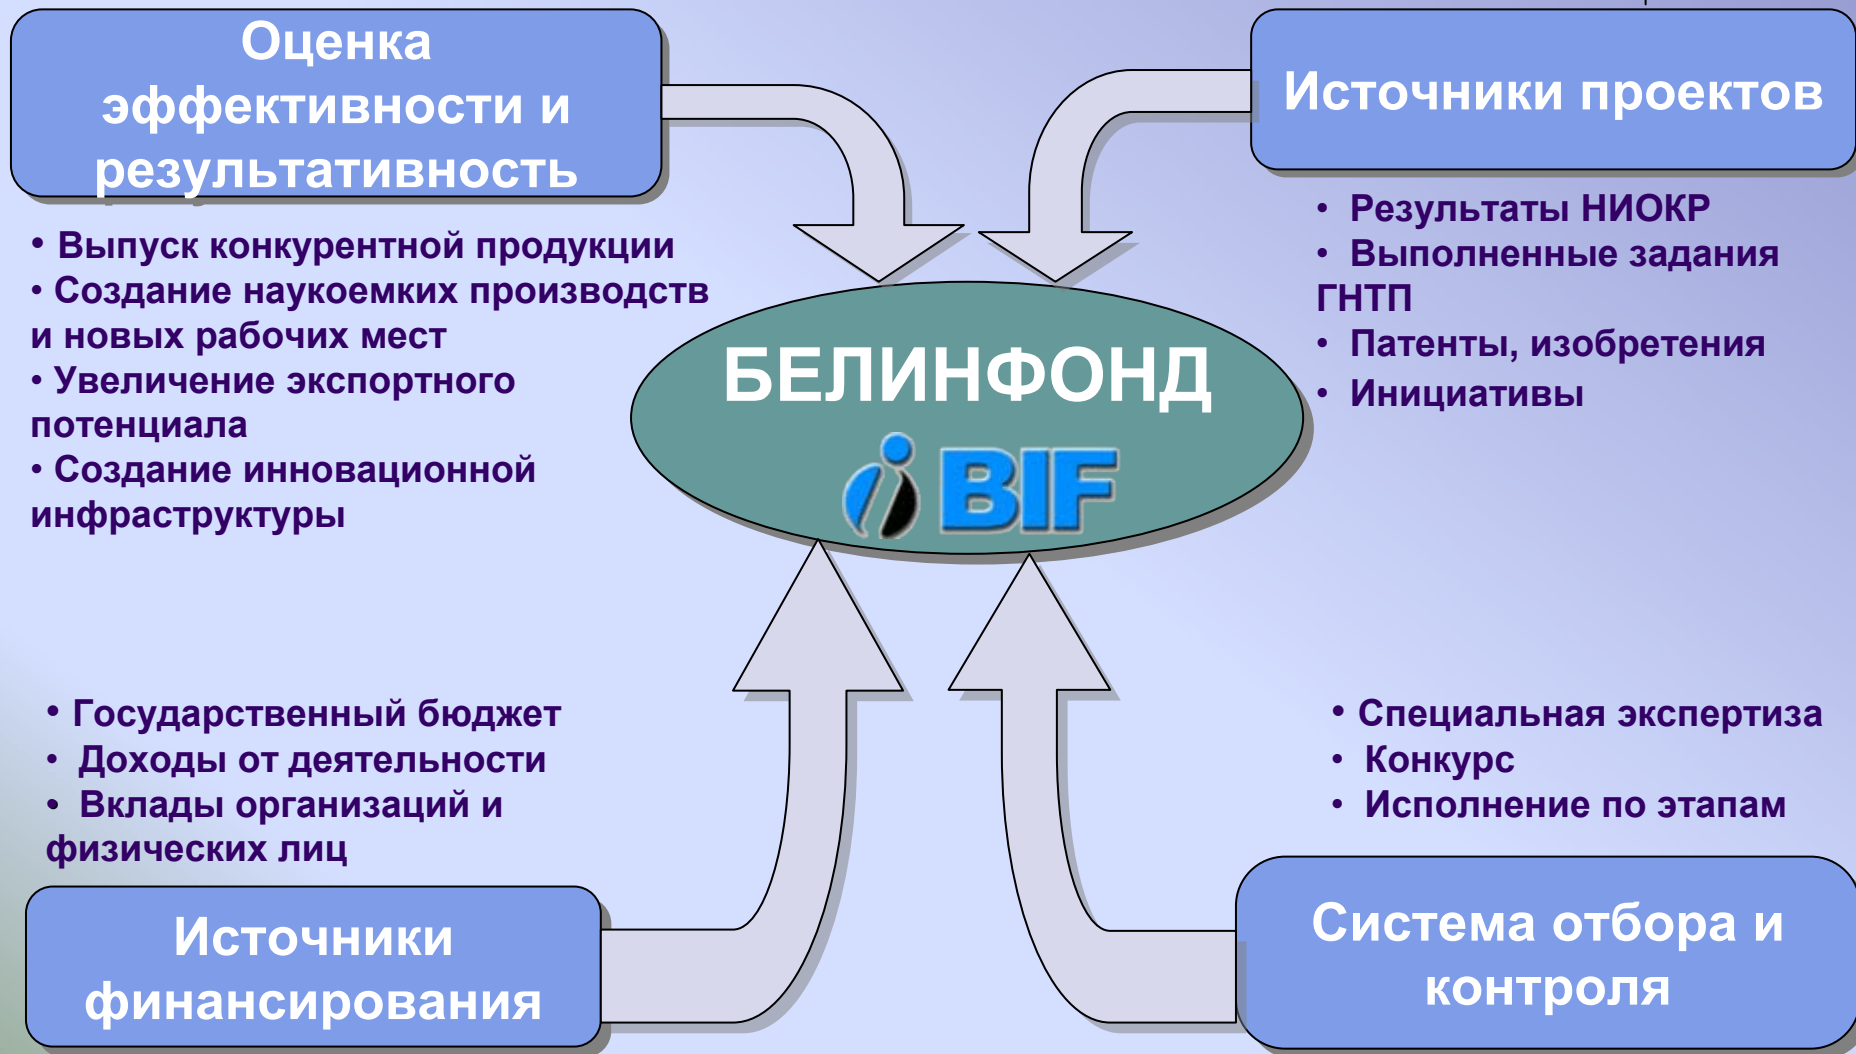 Оценка
эффективности и
результативность
• Выпуск конкурентной продукции
• Создание наукоемких производств
и новых рабочих мест
• Увеличение экспортного
потенциала
• Создание инновационной
инфраструктуры
Источники проектов
• Результаты НИОКР
• Выполненные задания
ГНТП
• Патенты, изобретения
• Инициативы
БЕЛИНФОНД
i BIF
• Государственный бюджет
• Доходы от деятельности
• Вклады организаций и
физических лиц
Источники
финансирования
• Специальная экспертиза
• Конкурс
• Исполнение по этапам
Система отбора и
контроля